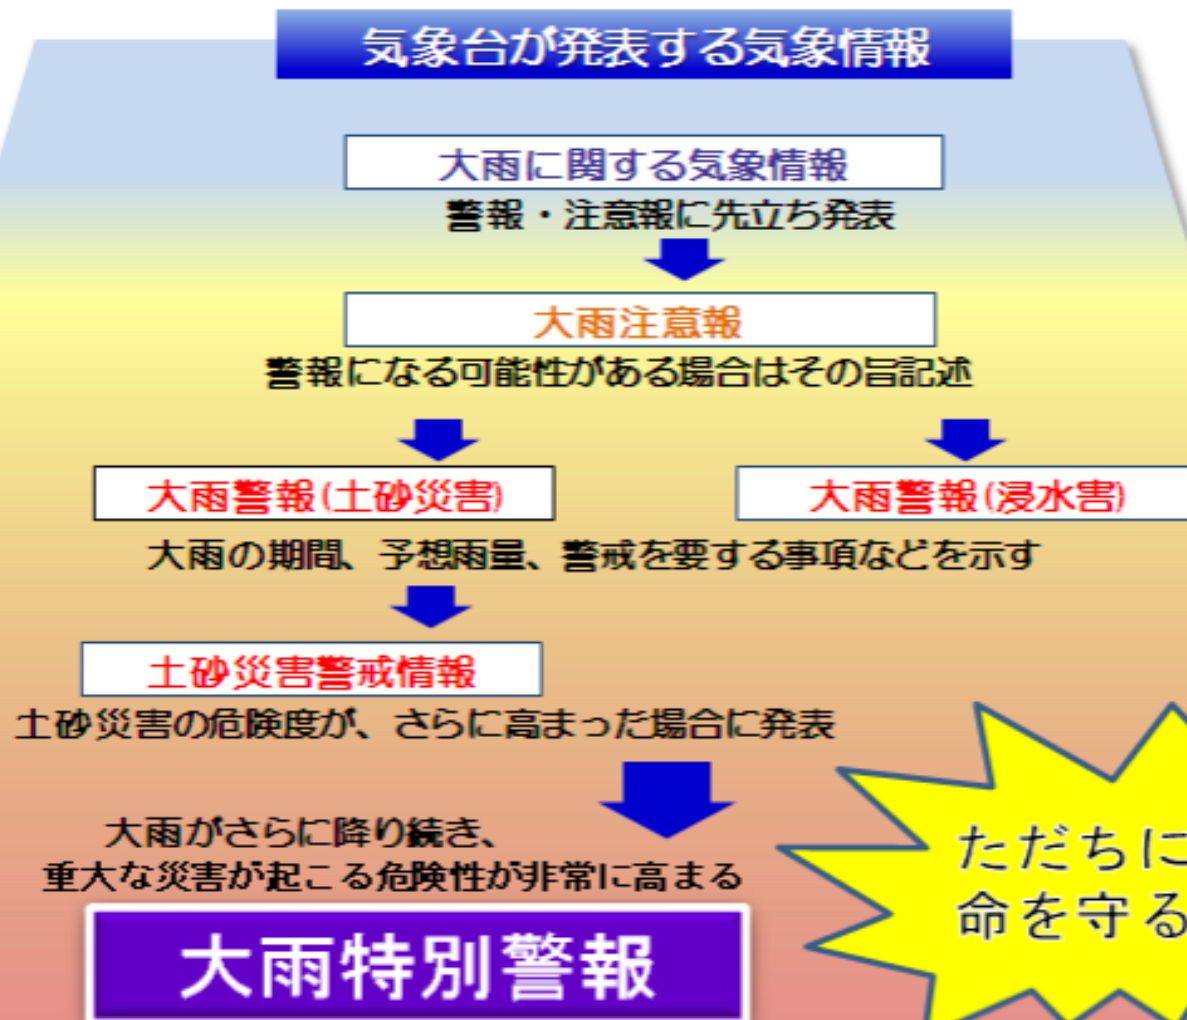 気象台が発表する気象情報
大雨に関する気象情報
警報・注意報に先立ち発表
大雨注意報
警報になる可能性がある場合はその旨記述
大雨警報(土砂災害)
大雨警報(浸水害)
大雨の期間、予想雨量、警戒を要する事項などを示す
土砂災害警戒情報
土砂災害の危険度が、さらに高まった場合に発表
大雨がさらに降り続き、
重大な災害が起こる危険性が非常に高まる
ただちに
命を守る
大雨特別警報